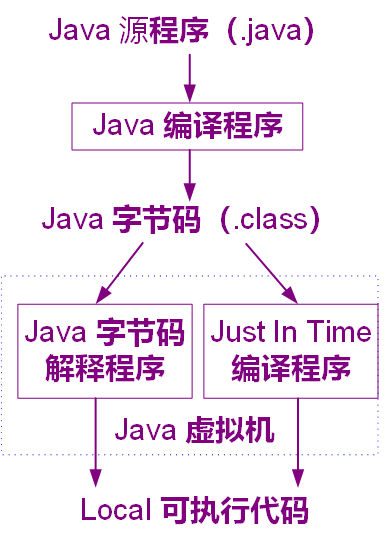 Java 源程序（.java）
Java 编译程序
Java 字节码（.class）
Java 字节码
解释程序
Just In Time
编译程序
Java 虚拟机
Local 可执行代码